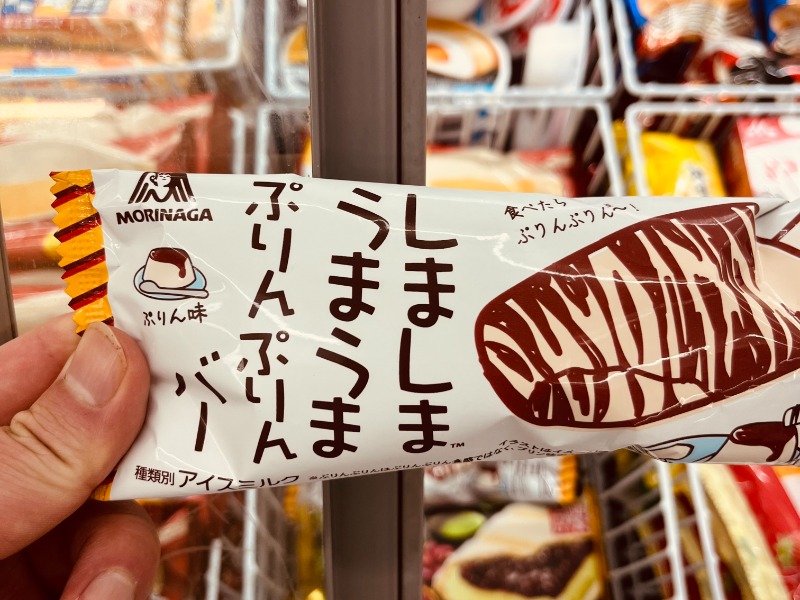 MORINAGA
ぷりん味
しましま™
うまうま
ぷりんぷりん
バー
食べたら
ぷりんぷりん〜!
種類別 アイスミルク